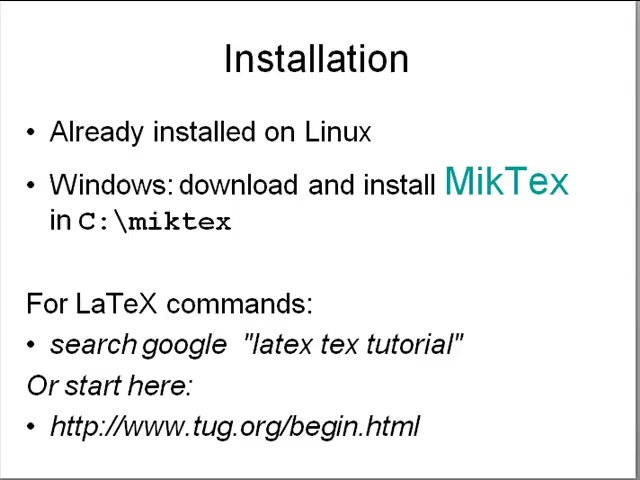 Installation
• Already installed on Linux
• Windows: download and install MikTex
in C:\miktex
For LaTeX commands:
• search google "latex tex tutorial"
Or start here:
• http://www.tug.org/begin.html